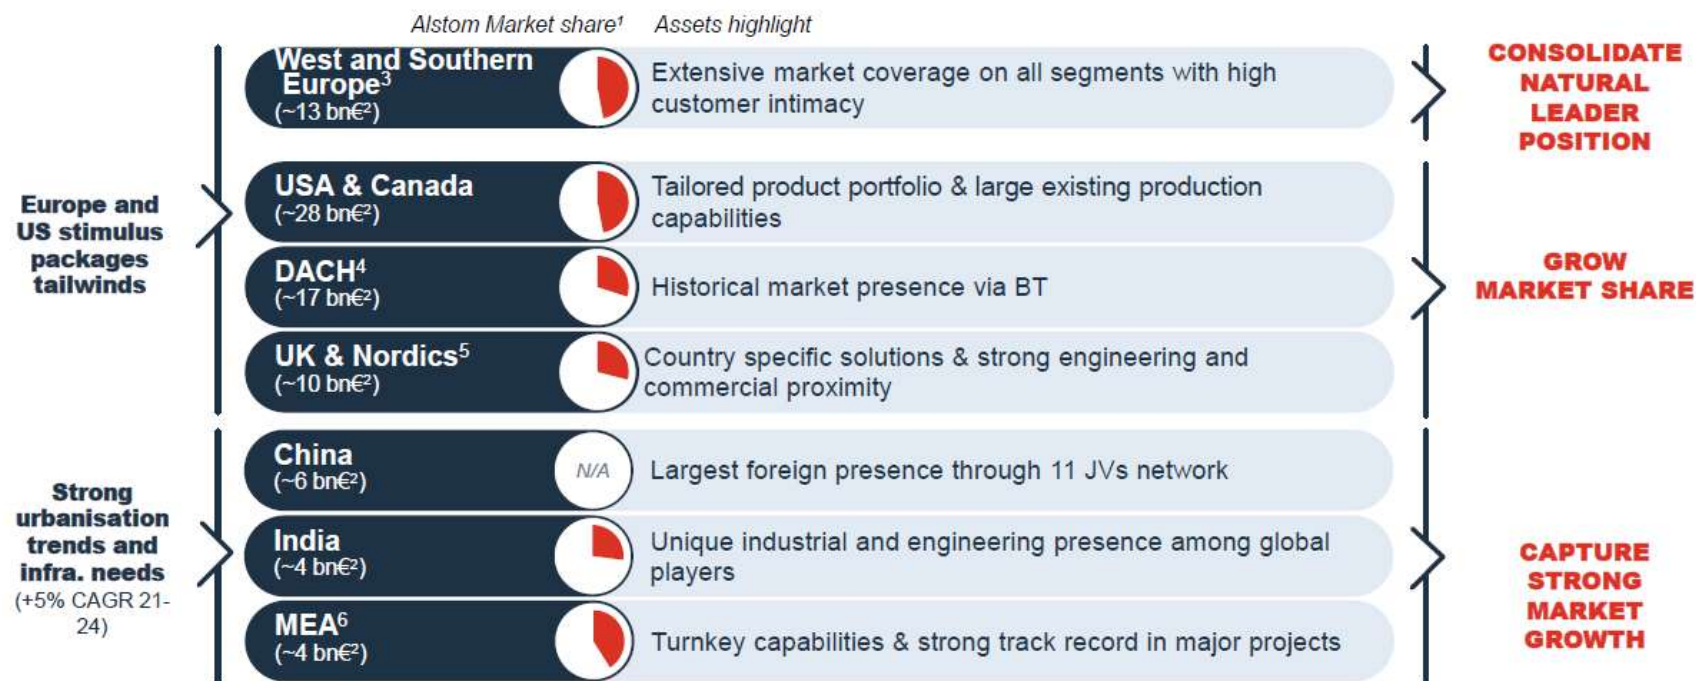 Alstom Market share¹ Assets highlight
West and Southern
Europe³
(~13 bn€²)
Extensive market coverage on all segments with high
customer intimacy
CONSOLIDATE
NATURAL
LEADER
POSITION
Europe and
US stimulus
packages
tailwinds
USA & Canada
(~28 bn€²)
Tailored product portfolio & large existing production
capabilities
DACH⁴
(~17 bn€²)
Historical market presence via BT
UK & Nordics⁵
(~10 bn€²)
Country specific solutions & strong engineering and
commercial proximity
GROW
MARKET SHARE
Strong
urbanisation
trends and
infra. needs
(+5% CAGR 21-
24)
China
(~6 bn€²)
N/A
Largest foreign presence through 11 JVs network
India
(~4 bn€²)
Unique industrial and engineering presence among global
players
MEA⁶
(~4 bn€²)
Turnkey capabilities & strong track record in major projects
CAPTURE
STRONG
MARKET
GROWTH